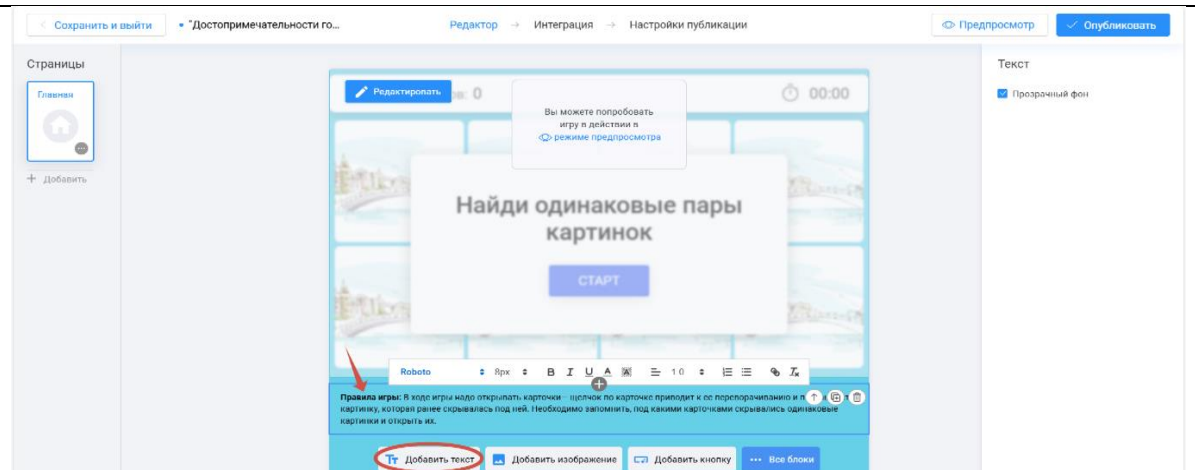 Сохранить и выйти
"Достопримечательности го...
Редактор → Интеграция → Настройки публикации
Предпросмотр
Опубликовать
Страницы
Главная
+ Добавить
Редактировать
: 0
00:00
Вы можете попробовать
игру в действии в
режиме предпросмотра
Найди одинаковые пары
картинок
СТАРТ
Roboto 8px B I U A A 10
Правила игры: В ходе игры надо открывать карточки – щелчок по карточке приводит к ее переворачиванию и
картинку, которая ранее скрывалась под ней. Необходимо запомнить, под какими карточками скрывались одинаковые
картинки и открыть их.
Добавить текст
Добавить изображение
Добавить кнопку
Все блоки
Текст
Прозрачный фон